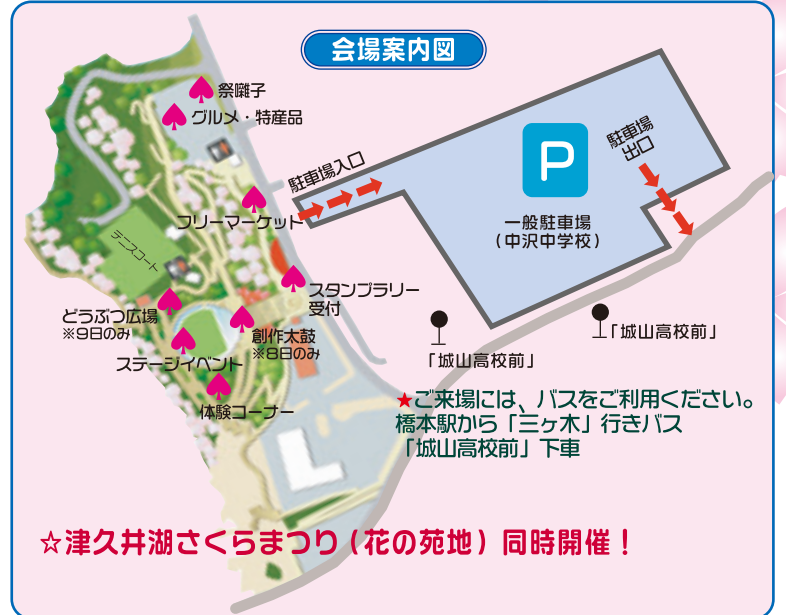 会場案内図
祭囃子
グルメ・特産品
駐車場入口
駐車場
出口
P
一般駐車場
(中沢中学校)
フリーマーケット
テニスコート
スタンプラリー
受付
どうぶつ広場
※9日のみ
創作太鼓
※8日のみ
ステージイベント
体験コーナー
「城山高校前」
「城山高校前」
★ご来場には、バスをご利用ください。
橋本駅から「三ヶ木」行きバス
「城山高校前」下車
☆津久井湖さくらまつり(花の苑地)同時開催！